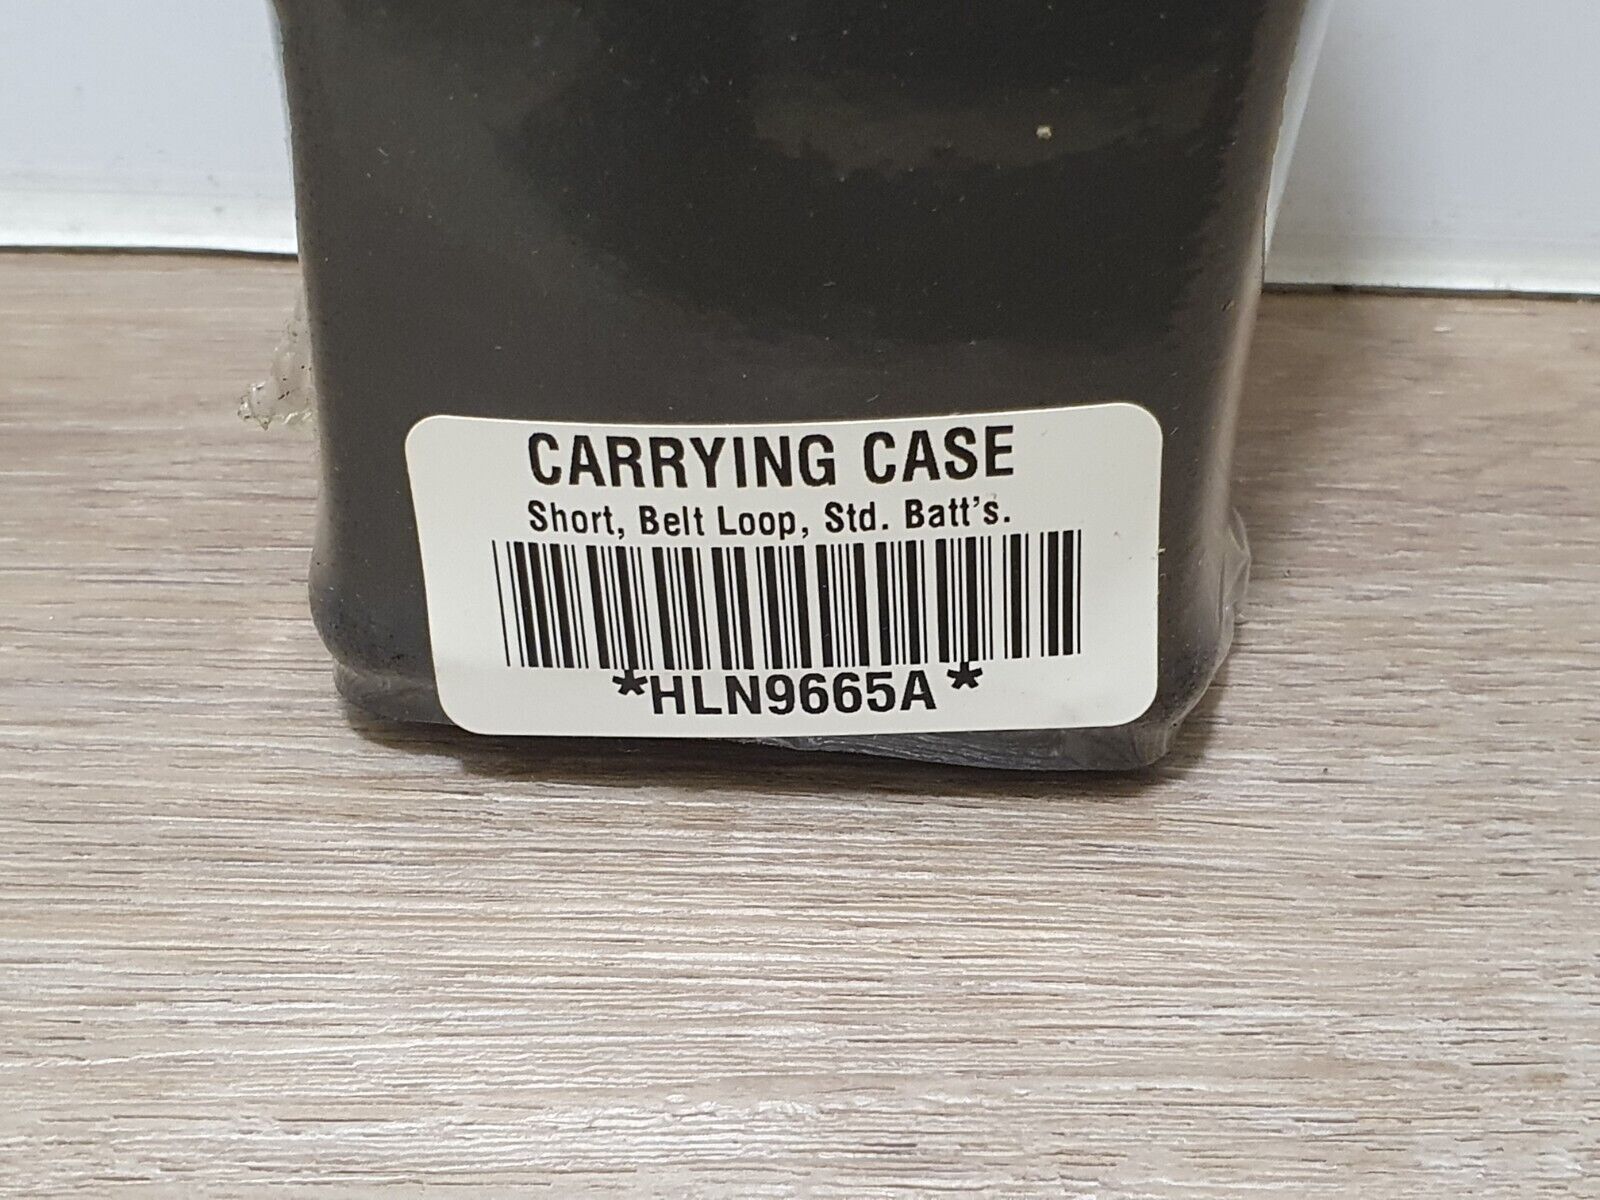 CARRYING CASE
Short, Belt Loop, Std. Batt's.
*HLN9665A*